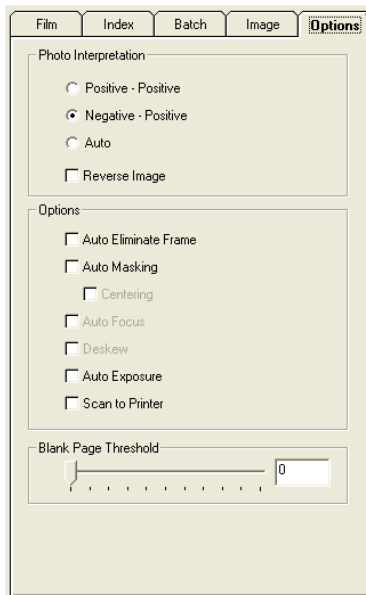 Film Index Batch Image Options
Photo Interpretation
Positive - Positive
Negative - Positive
Auto
Reverse Image
Options
Auto Eliminate Frame
Auto Masking
Centering
Auto Focus
Deskew
Auto Exposure
Scan to Printer
Blank Page Threshold
0